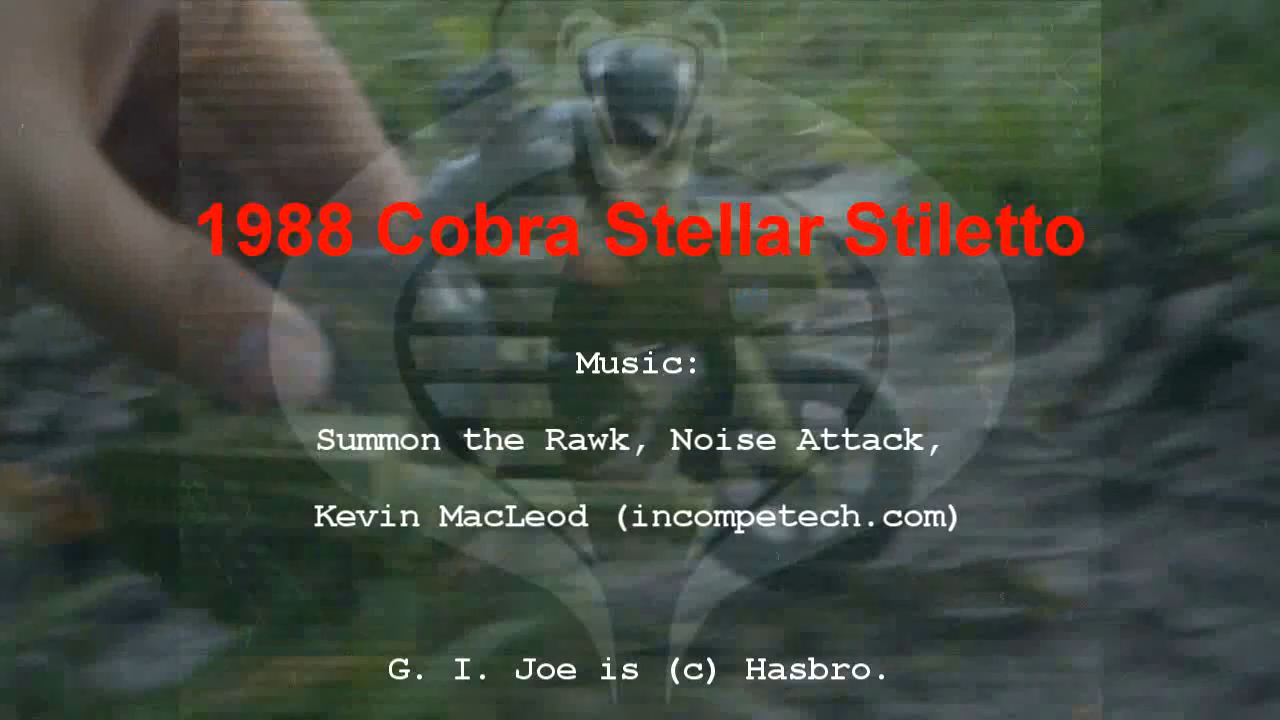 1988 Cobra Stellar Stiletto
Music:
Summon the Rawk, Noise Attack,
Kevin MacLeod (incompetech.com)
G. I. Joe is (c) Hasbro.